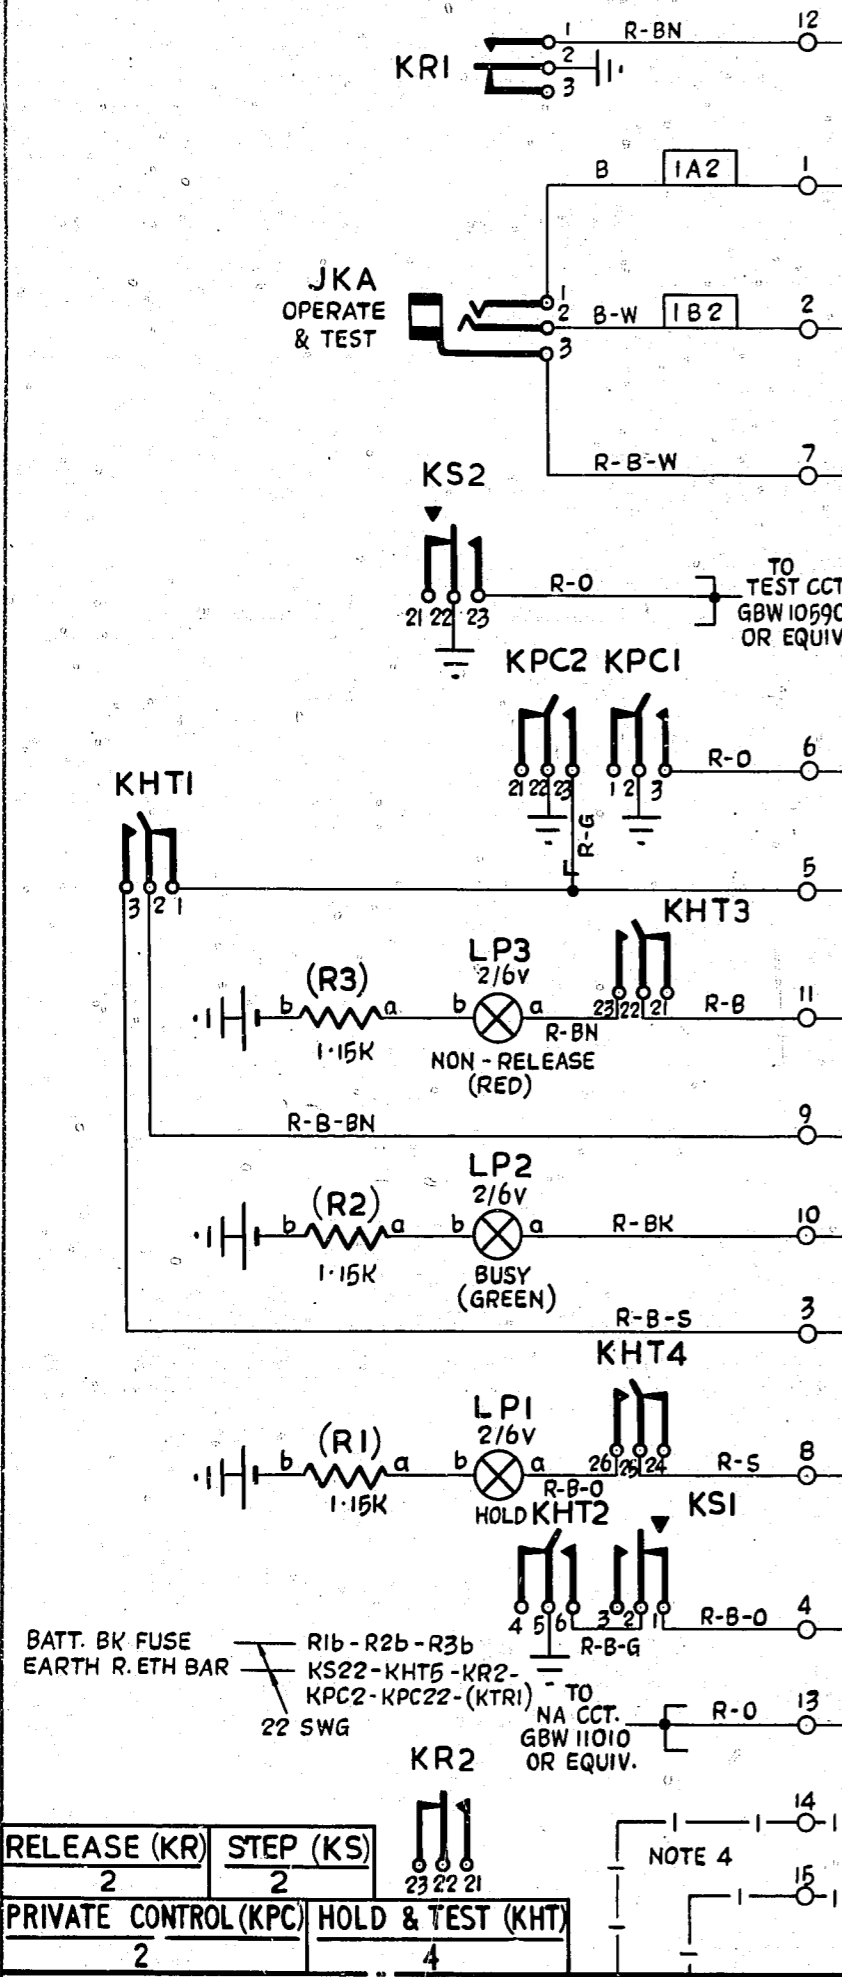 KR1
1
2
3
R-BN
12
B
1A2
1
JKA
OPERATE
& TEST
1
2
3
B-W
1B2
2
R-B-W
7
KS2
21 22 23
R-O
TO
TEST CCT
GBW 10590
OR EQUIV
KPC2 KPC1
21 22 23
1 2 3
R-O
6
R-G
KHT1
3 2 1
5
KHT3
23 22 21
(R3)
b
a
1·15K
LP3
2/6V
b
a
R-BN
NON-RELEASE
(RED)
R-B
11
R-B-BN
9
(R2)
b
a
1·15K
LP2
2/6V
b
a
BUSY
(GREEN)
R-BK
10
R-B-S
3
KHT4
26 25 24
(R1)
b
a
1·15K
LP1
2/6V
b
a
R-B-O
HOLD
R-S
8
KHT2
4 5 6
KS1
3 2 1
R-B-G
R-B-O
4
BATT. BK FUSE
EARTH R. ETH BAR
R1b-R2b-R3b
KS22-KHT5-KR2-
KPC2-KPC22-(KTR1)
22 SWG
TO
NA CCT.
GBW 11010
OR EQUIV.
R-O
13
KR2
23 22 21
14
NOTE 4
15
RELEASE (KR)
2
STEP (KS)
2
PRIVATE CONTROL (KPC)
2
HOLD & TEST (KHT)
4